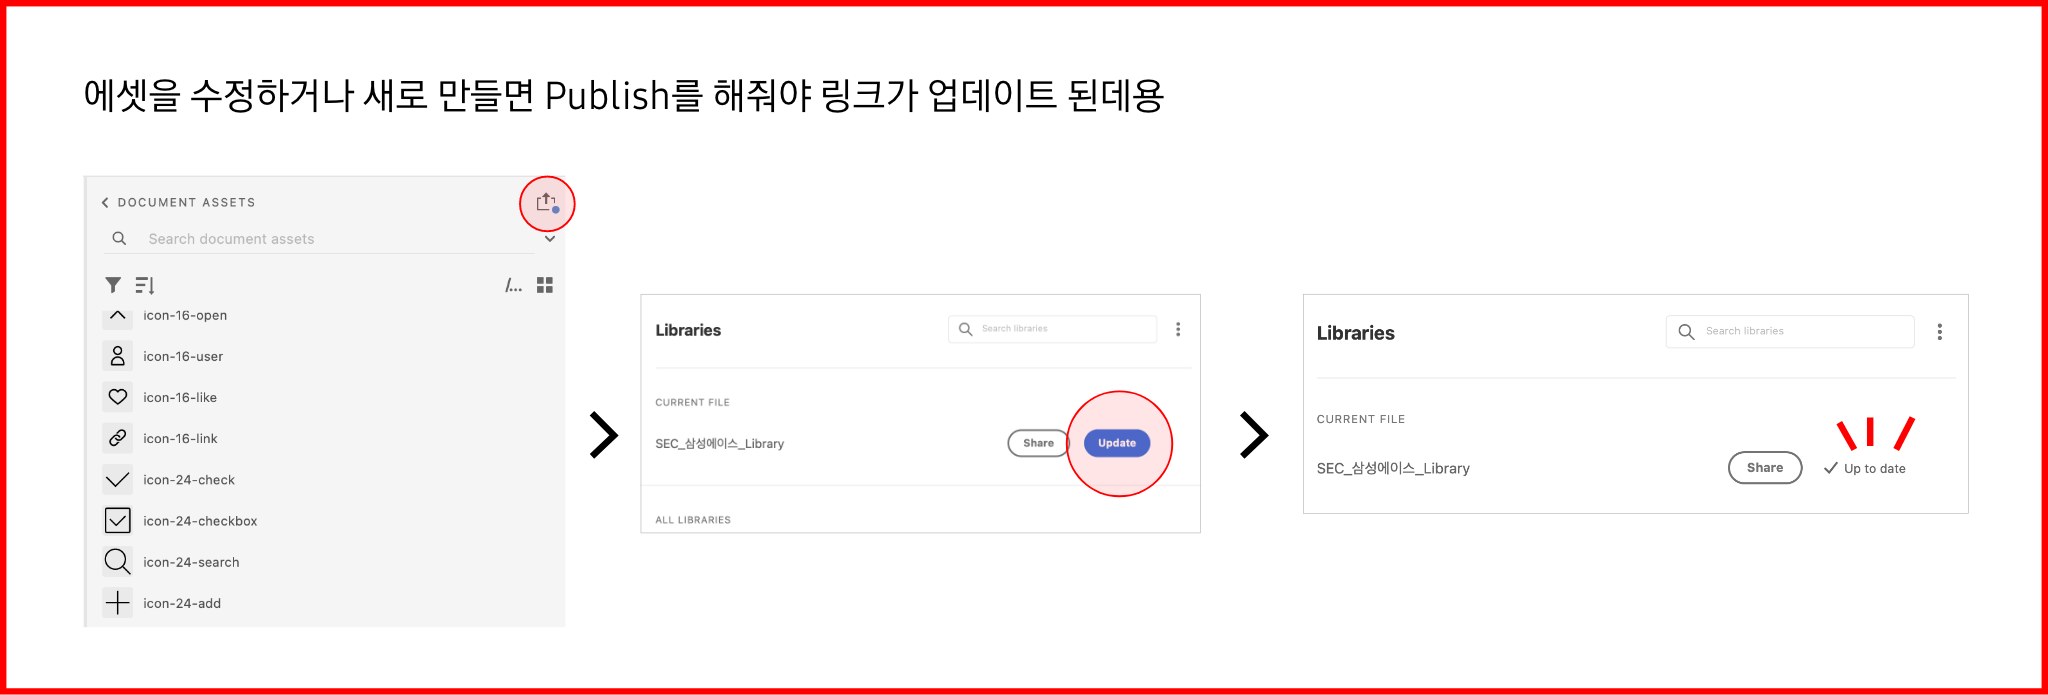 에셋을 수정하거나 새로 만들면 Publish를 해줘야 링크가 업데이트 된데용
DOCUMENT ASSETS
Search document assets
/...
icon-16-open
icon-16-user
icon-16-like
icon-16-link
icon-24-check
icon-24-checkbox
icon-24-search
icon-24-add
Libraries
Search libraries
CURRENT FILE
SEC_삼성에이스_Library
Share
Update
ALL LIBRARIES
Libraries
Search libraries
CURRENT FILE
SEC_삼성에이스_Library
Share
Up to date